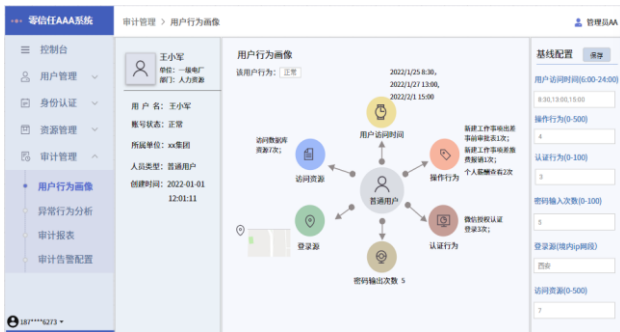 零信任AAA系统
审计管理 > 用户行为画像
管理员AA
控制台
用户管理
身份认证
资源管理
审计管理
用户行为画像
异常行为分析
审计报表
审计告警配置
187****6273
王小军
单位：一级电厂
部门：人力资源
用 户 名：王小军
账号状态：正常
所属单位：xx集团
人员类型：普通用户
创建时间：2022-01-01
12:01:11
用户行为画像
该用户行为：正常
2022/1/25 8:30,
2022/1/27 13:00,
2022/2/1 15:00
用户访问时间
访问数据库
资源7次；
访问资源
新建工作事项出差
事前审批表1次；
新建工作事项差旅
费报销1次；
个人薪酬查看2次
操作行为
普通用户
登录源
微信授权认证
登录3次；
认证行为
密码输出次数 5
基线配置
保存
用户访问时间(6:00-24:00)
8:30,13:00,15:00
操作行为(0-500)
4
认证行为(0-100)
3
密码输入次数(0-100)
5
登录源(境内ip网段)
西安
访问资源(0-500)
7